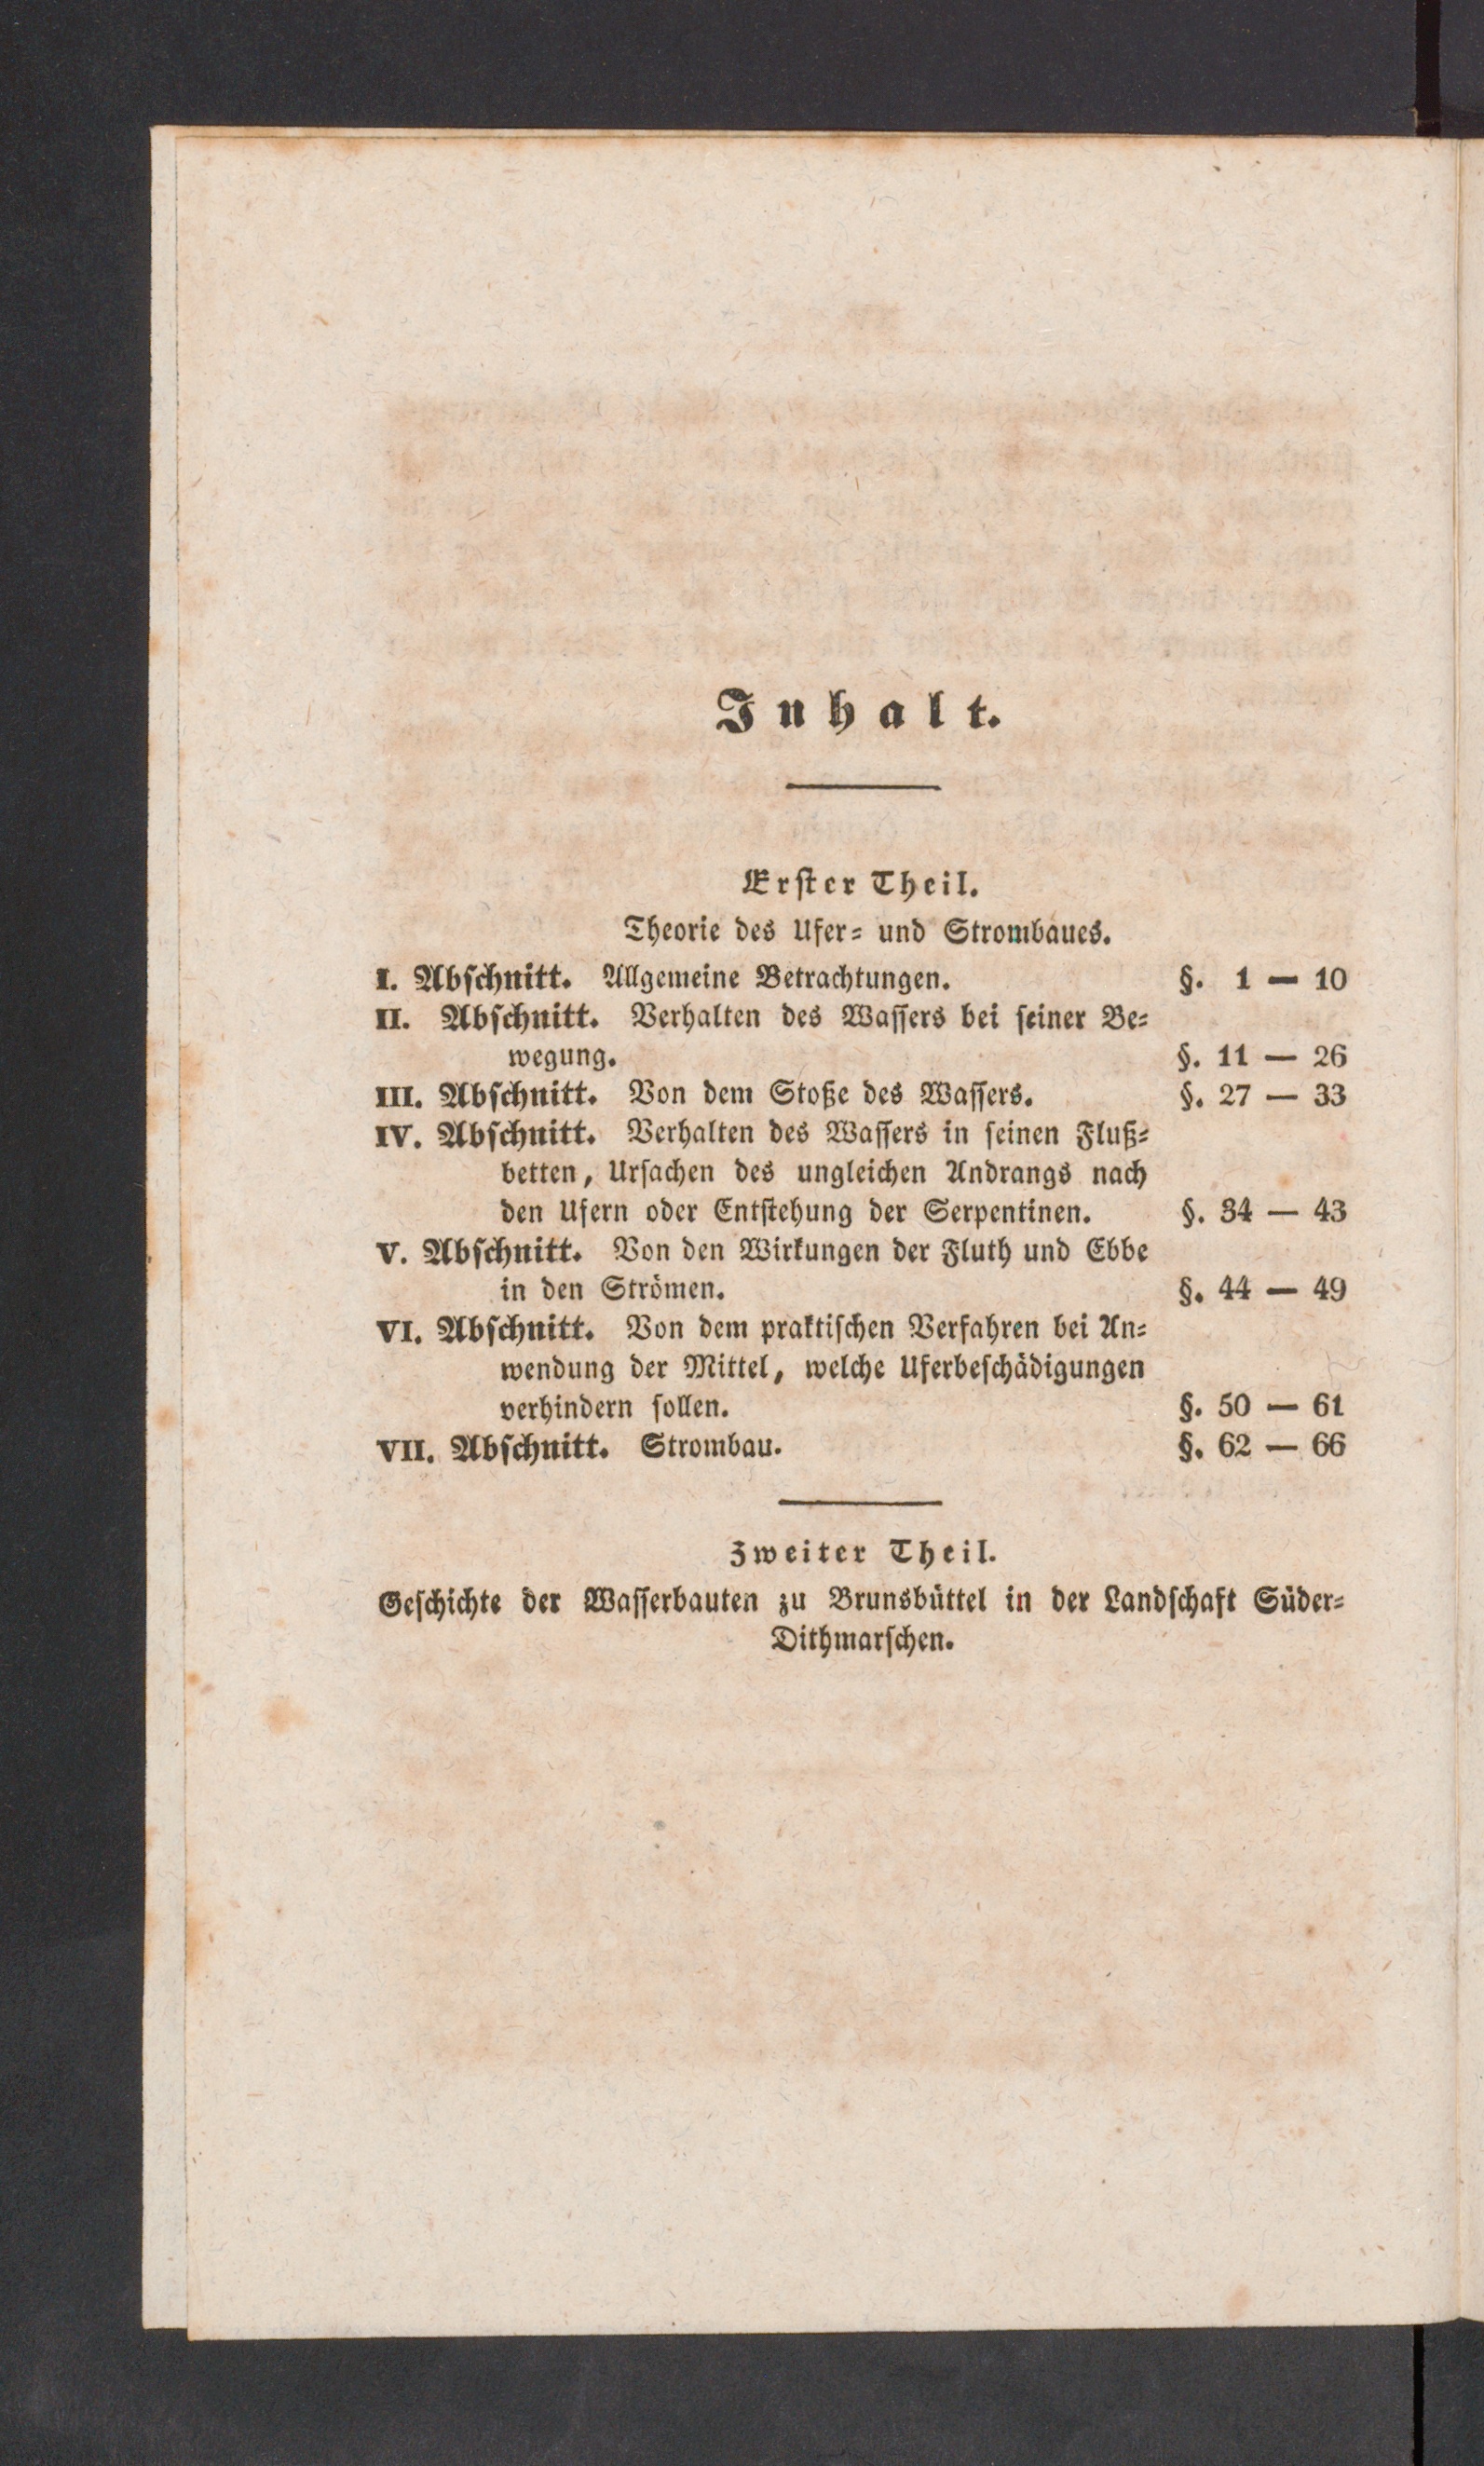 Inhalt.
Erster Theil.
Theorie des Ufer- und Strombaues.
I. Abschnitt. Allgemeine Betrachtungen. §. 1 — 10
II. Abschnitt. Verhalten des Wassers bei seiner Be-
wegung. §. 11 — 26
III. Abschnitt. Von dem Stoße des Wassers. §. 27 — 33
IV. Abschnitt. Verhalten des Wassers in seinen Fluß-
betten, Ursachen des ungleichen Andrangs nach
den Ufern oder Entstehung der Serpentinen. §. 34 — 43
V. Abschnitt. Von den Wirkungen der Fluth und Ebbe
in den Strömen. §. 44 — 49
VI. Abschnitt. Von dem praktischen Verfahren bei An-
wendung der Mittel, welche Uferbeschädigungen
verhindern sollen. §. 50 — 61
VII. Abschnitt. Strombau. §. 62 — 66
Zweiter Theil.
Geschichte der Wasserbauten zu Brunsbüttel in der Landschaft Süder-
Dithmarschen.